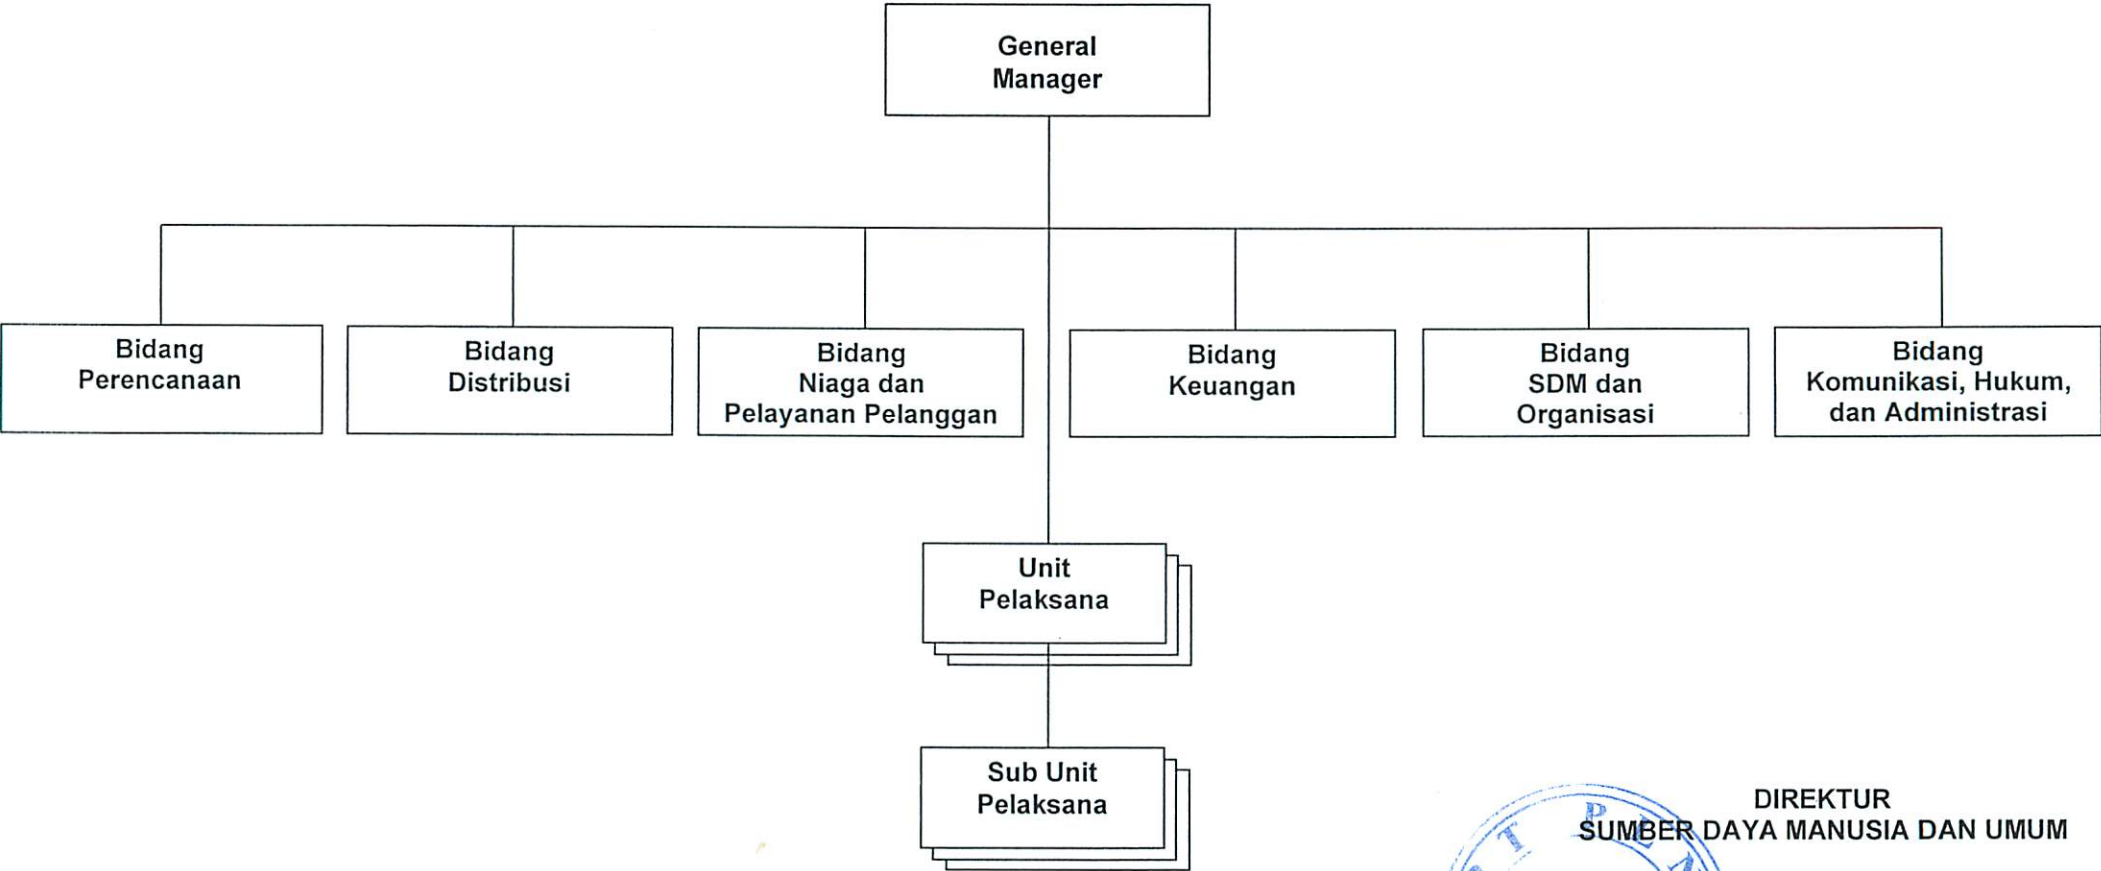 General
Manager
Bidang
Perencanaan
Bidang
Distribusi
Bidang
Niaga dan
Pelayanan Pelanggan
Bidang
Keuangan
Bidang
SDM dan
Organisasi
Bidang
Komunikasi, Hukum,
dan Administrasi
Unit
Pelaksana
Sub Unit
Pelaksana
DIREKTUR
SUMBER DAYA MANUSIA DAN UMUM
T PEN